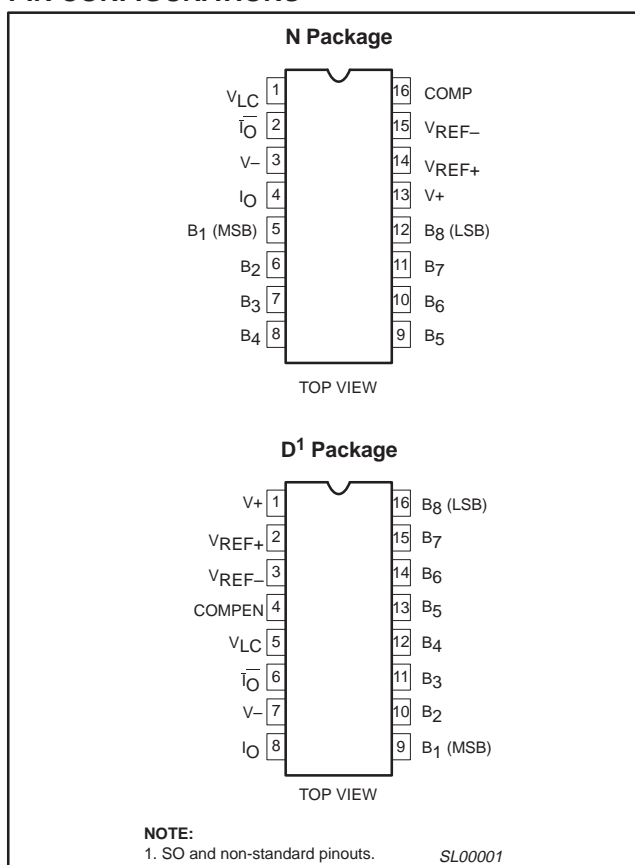 N Package
VLC 1 16 COMP
I̅O̅ 2 15 VREF–
V– 3 14 VREF+
IO 4 13 V+
B1 (MSB) 5 12 B8 (LSB)
B2 6 11 B7
B3 7 10 B6
B4 8 9 B5
TOP VIEW
D1 Package
V+ 1 16 B8 (LSB)
VREF+ 2 15 B7
VREF– 3 14 B6
COMPEN 4 13 B5
VLC 5 12 B4
I̅O̅ 6 11 B3
V– 7 10 B2
IO 8 9 B1 (MSB)
TOP VIEW
NOTE:
1. SO and non-standard pinouts. SL00001